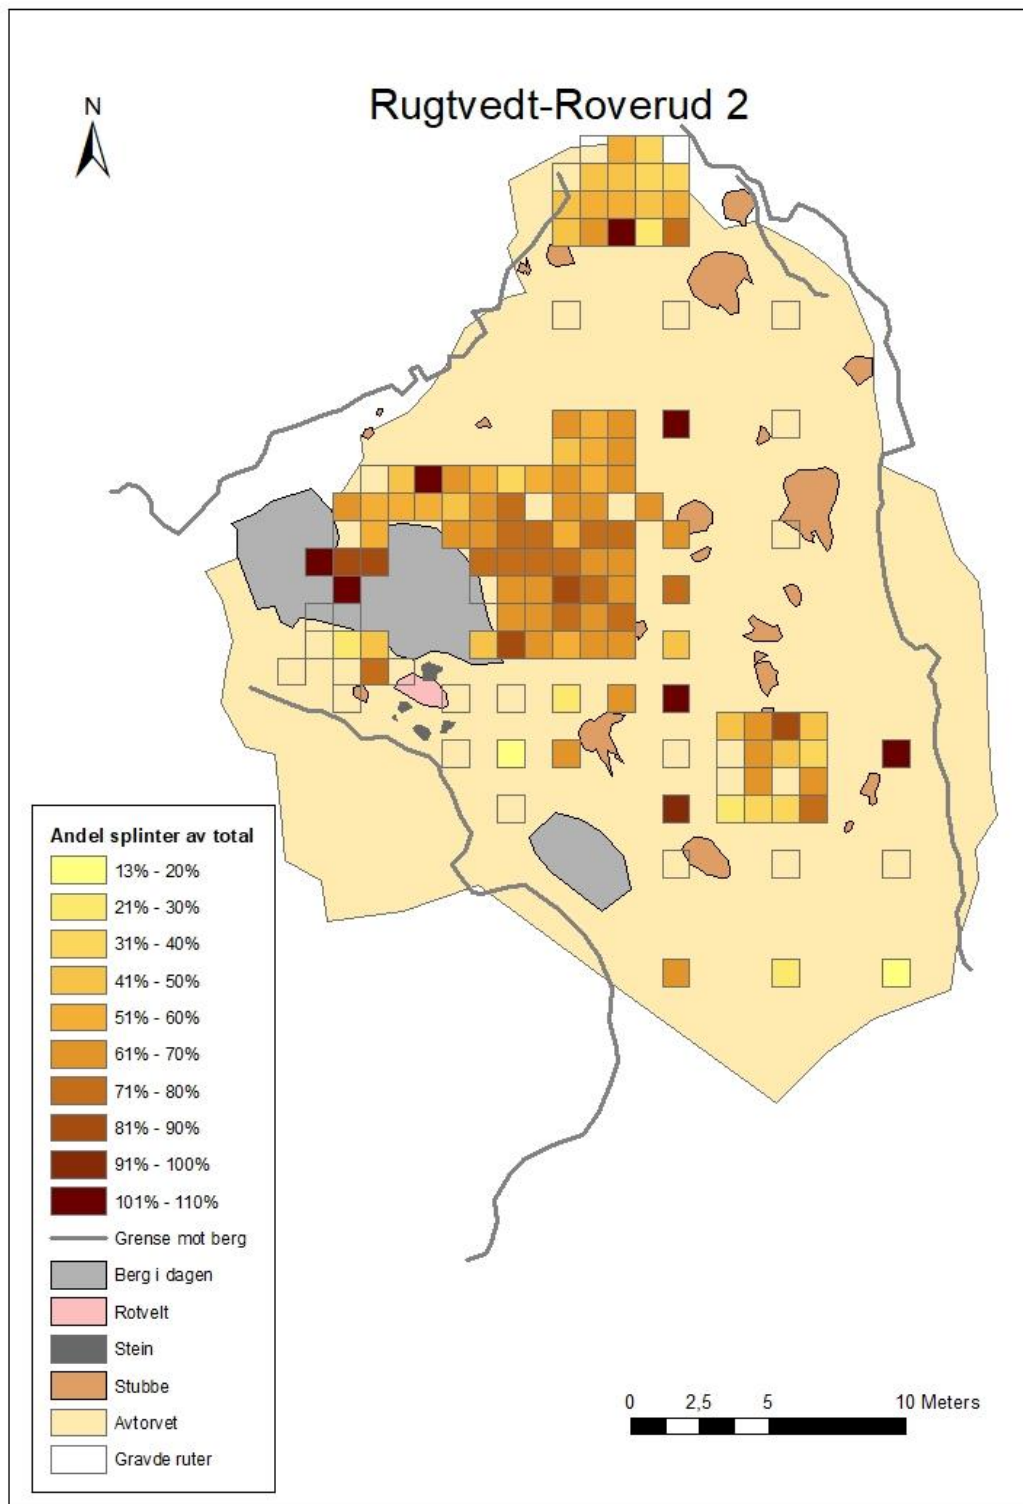 Rugtvedt-Roverud 2
N
Andel splinter av total
13% - 20%
21% - 30%
31% - 40%
41% - 50%
51% - 60%
61% - 70%
71% - 80%
81% - 90%
91% - 100%
101% - 110%
Grense mot berg
Berg i dagen
Rotvelt
Stein
Stubbe
Avtorvet
Gravde ruter
0 2,5 5 10 Meters